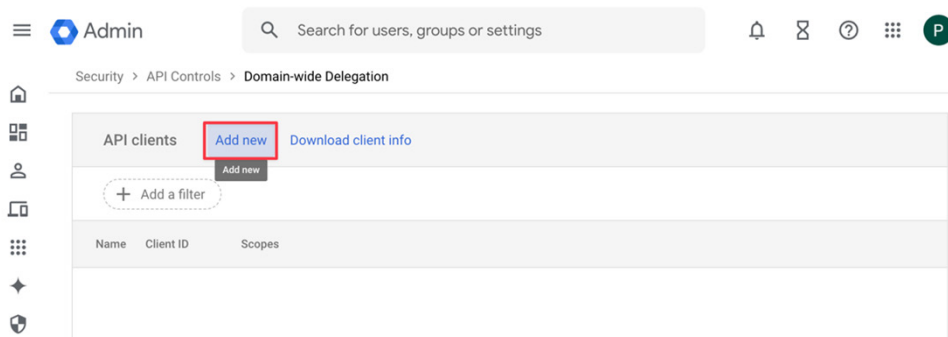 Admin
Search for users, groups or settings
P
Security > API Controls > Domain-wide Delegation
API clients Add new Download client info
Add new
+ Add a filter
Name Client ID Scopes